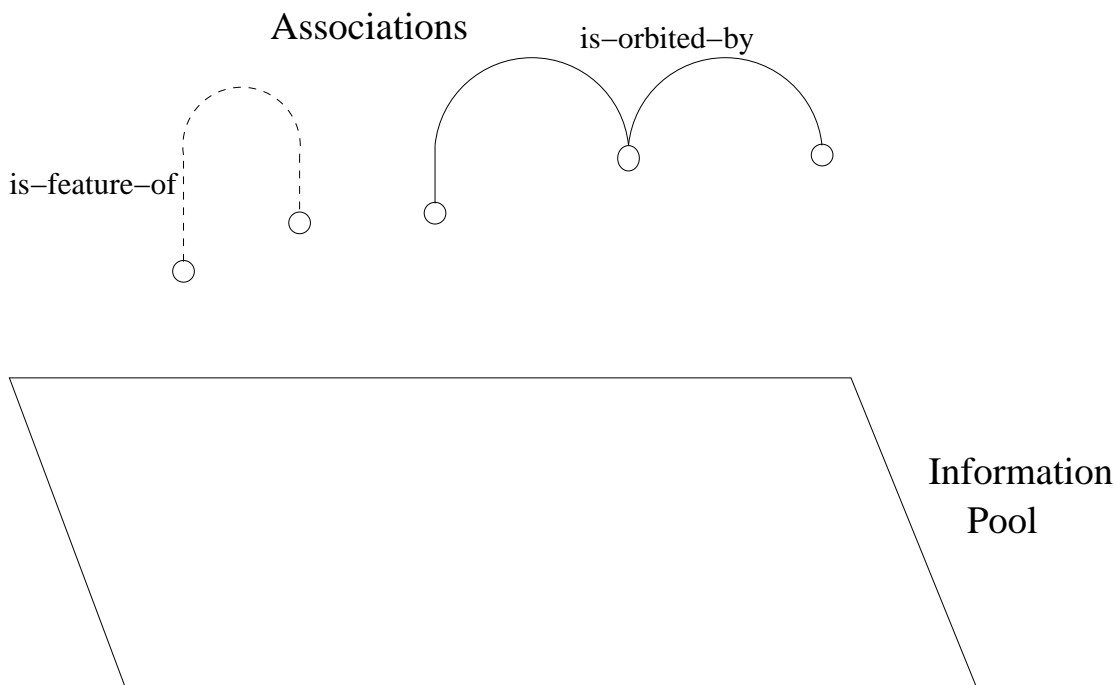 Associations
is−orbited−by
is−feature−of
Information
Pool